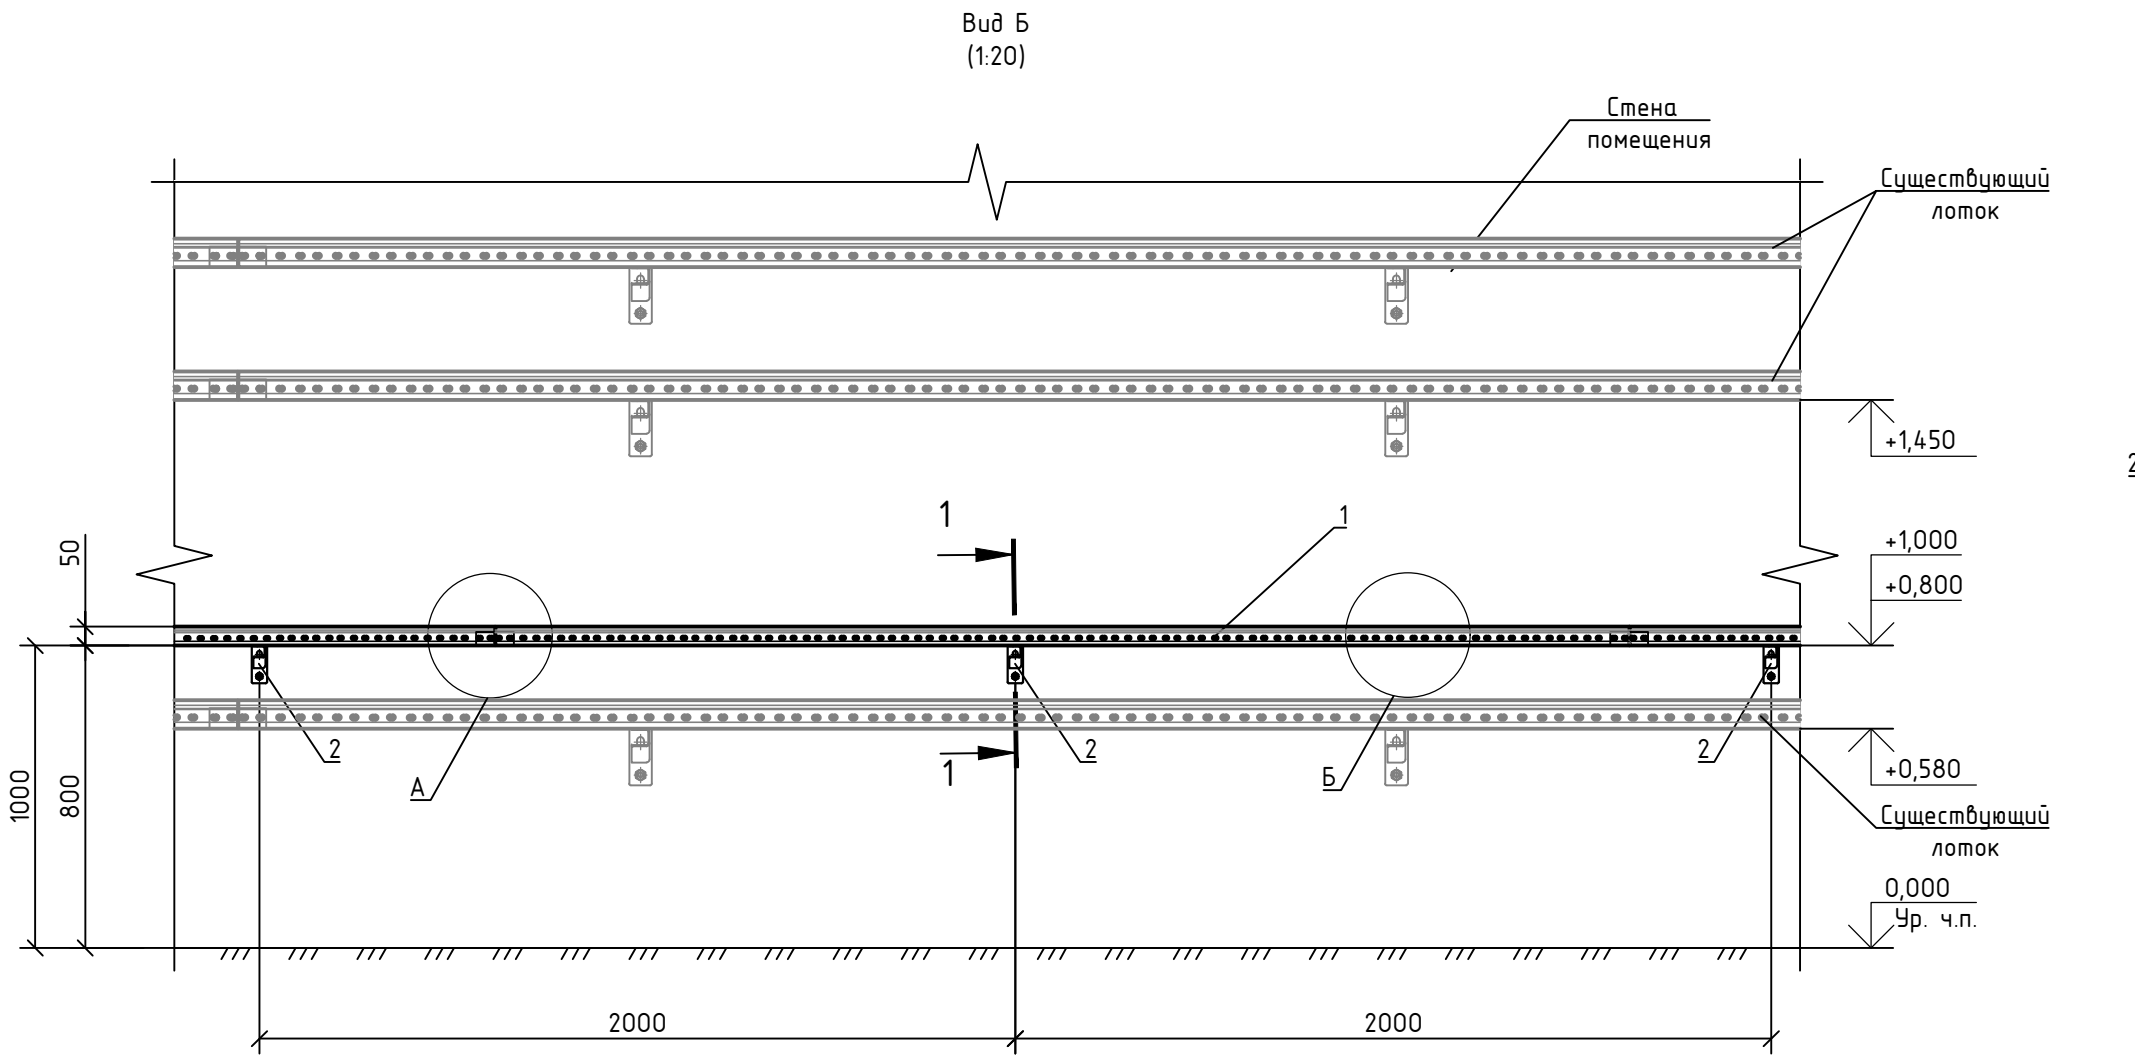 Вид Б
(1:20)
Стена
помещения
Существующий
лоток
+1,450
2
1
1
+1,000
50
+0,800
2
2
2
1
А
Б
+0,580
1000
800
Существующий
лоток
0,000
Ур. ч.п.
2000
2000